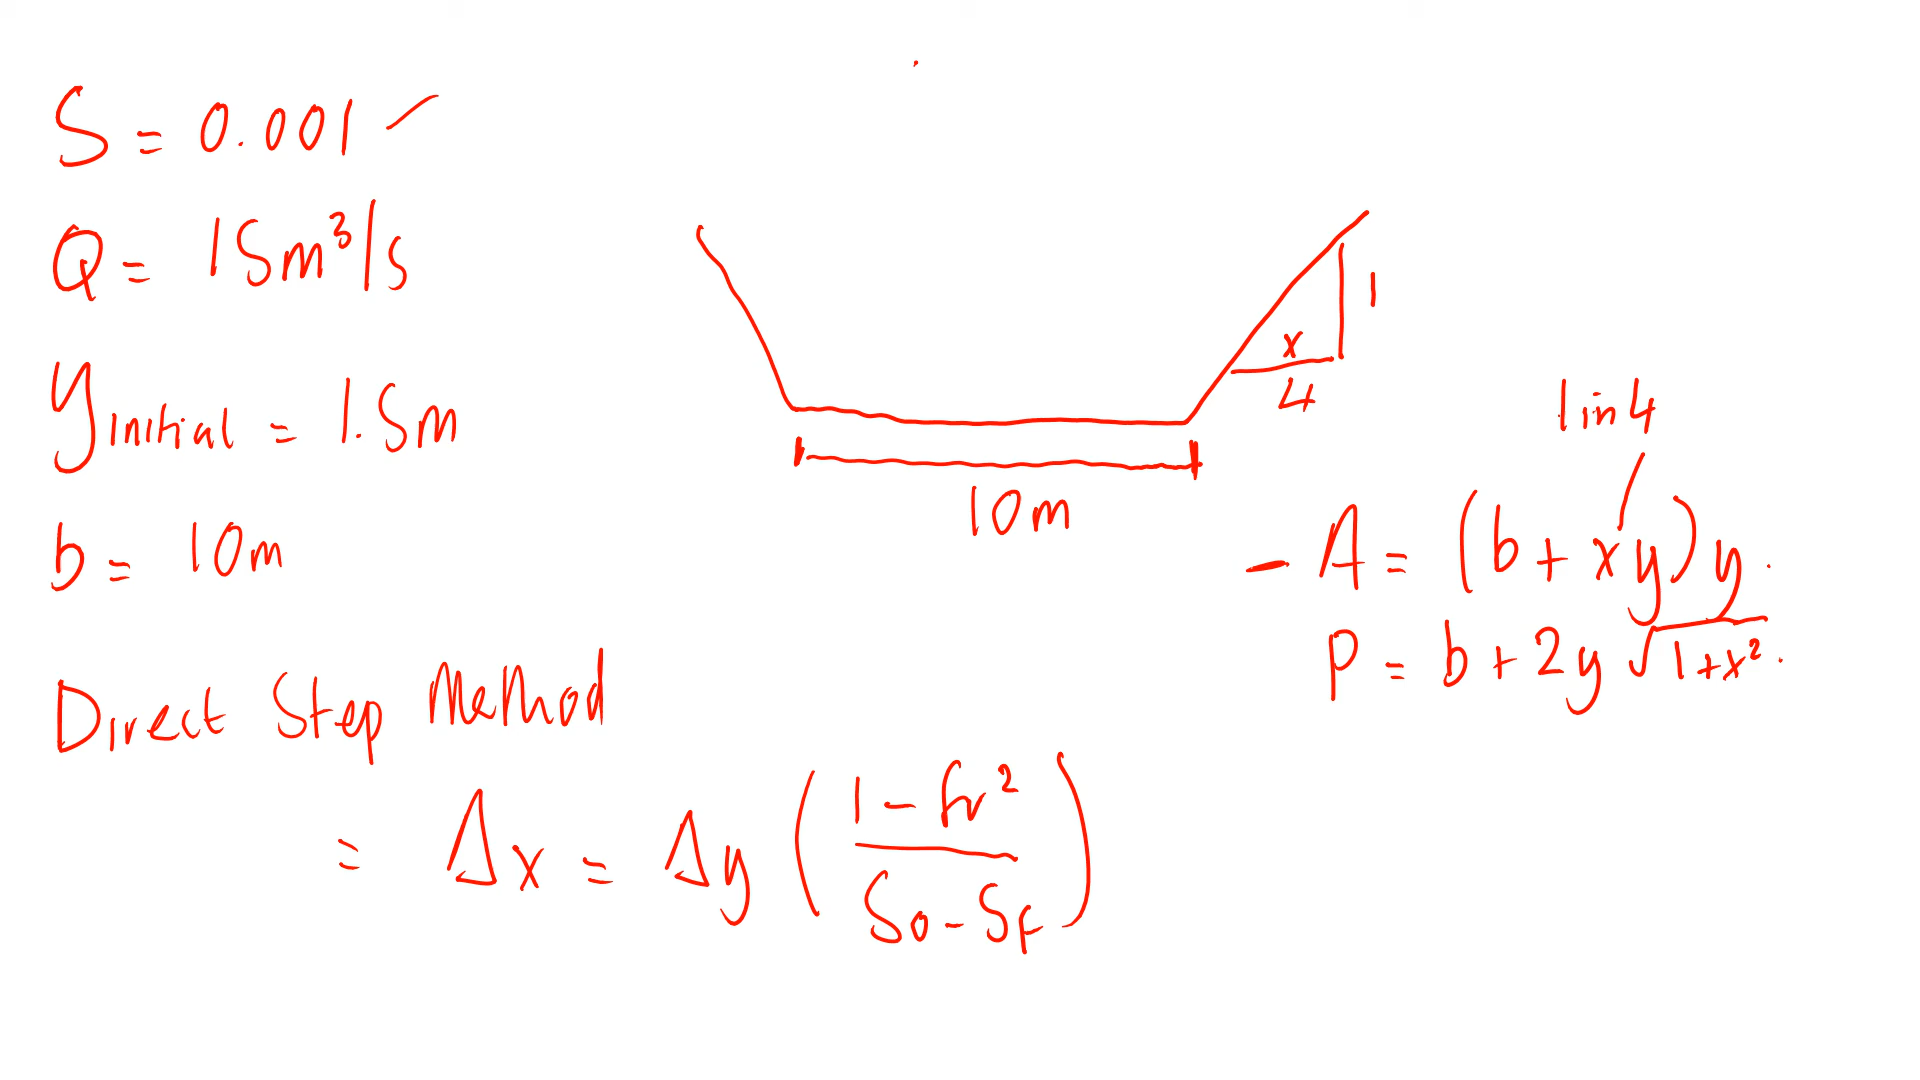 S = 0.001
Q = 15m³/s
y initial = 1.5m
b = 10m
1
x
4
10m
1 in 4
- A = (b + xy)y.
P = b + 2y √1+x².
Direct Step Method
= Δx = Δy ( 1 - fr² / So - Sf )